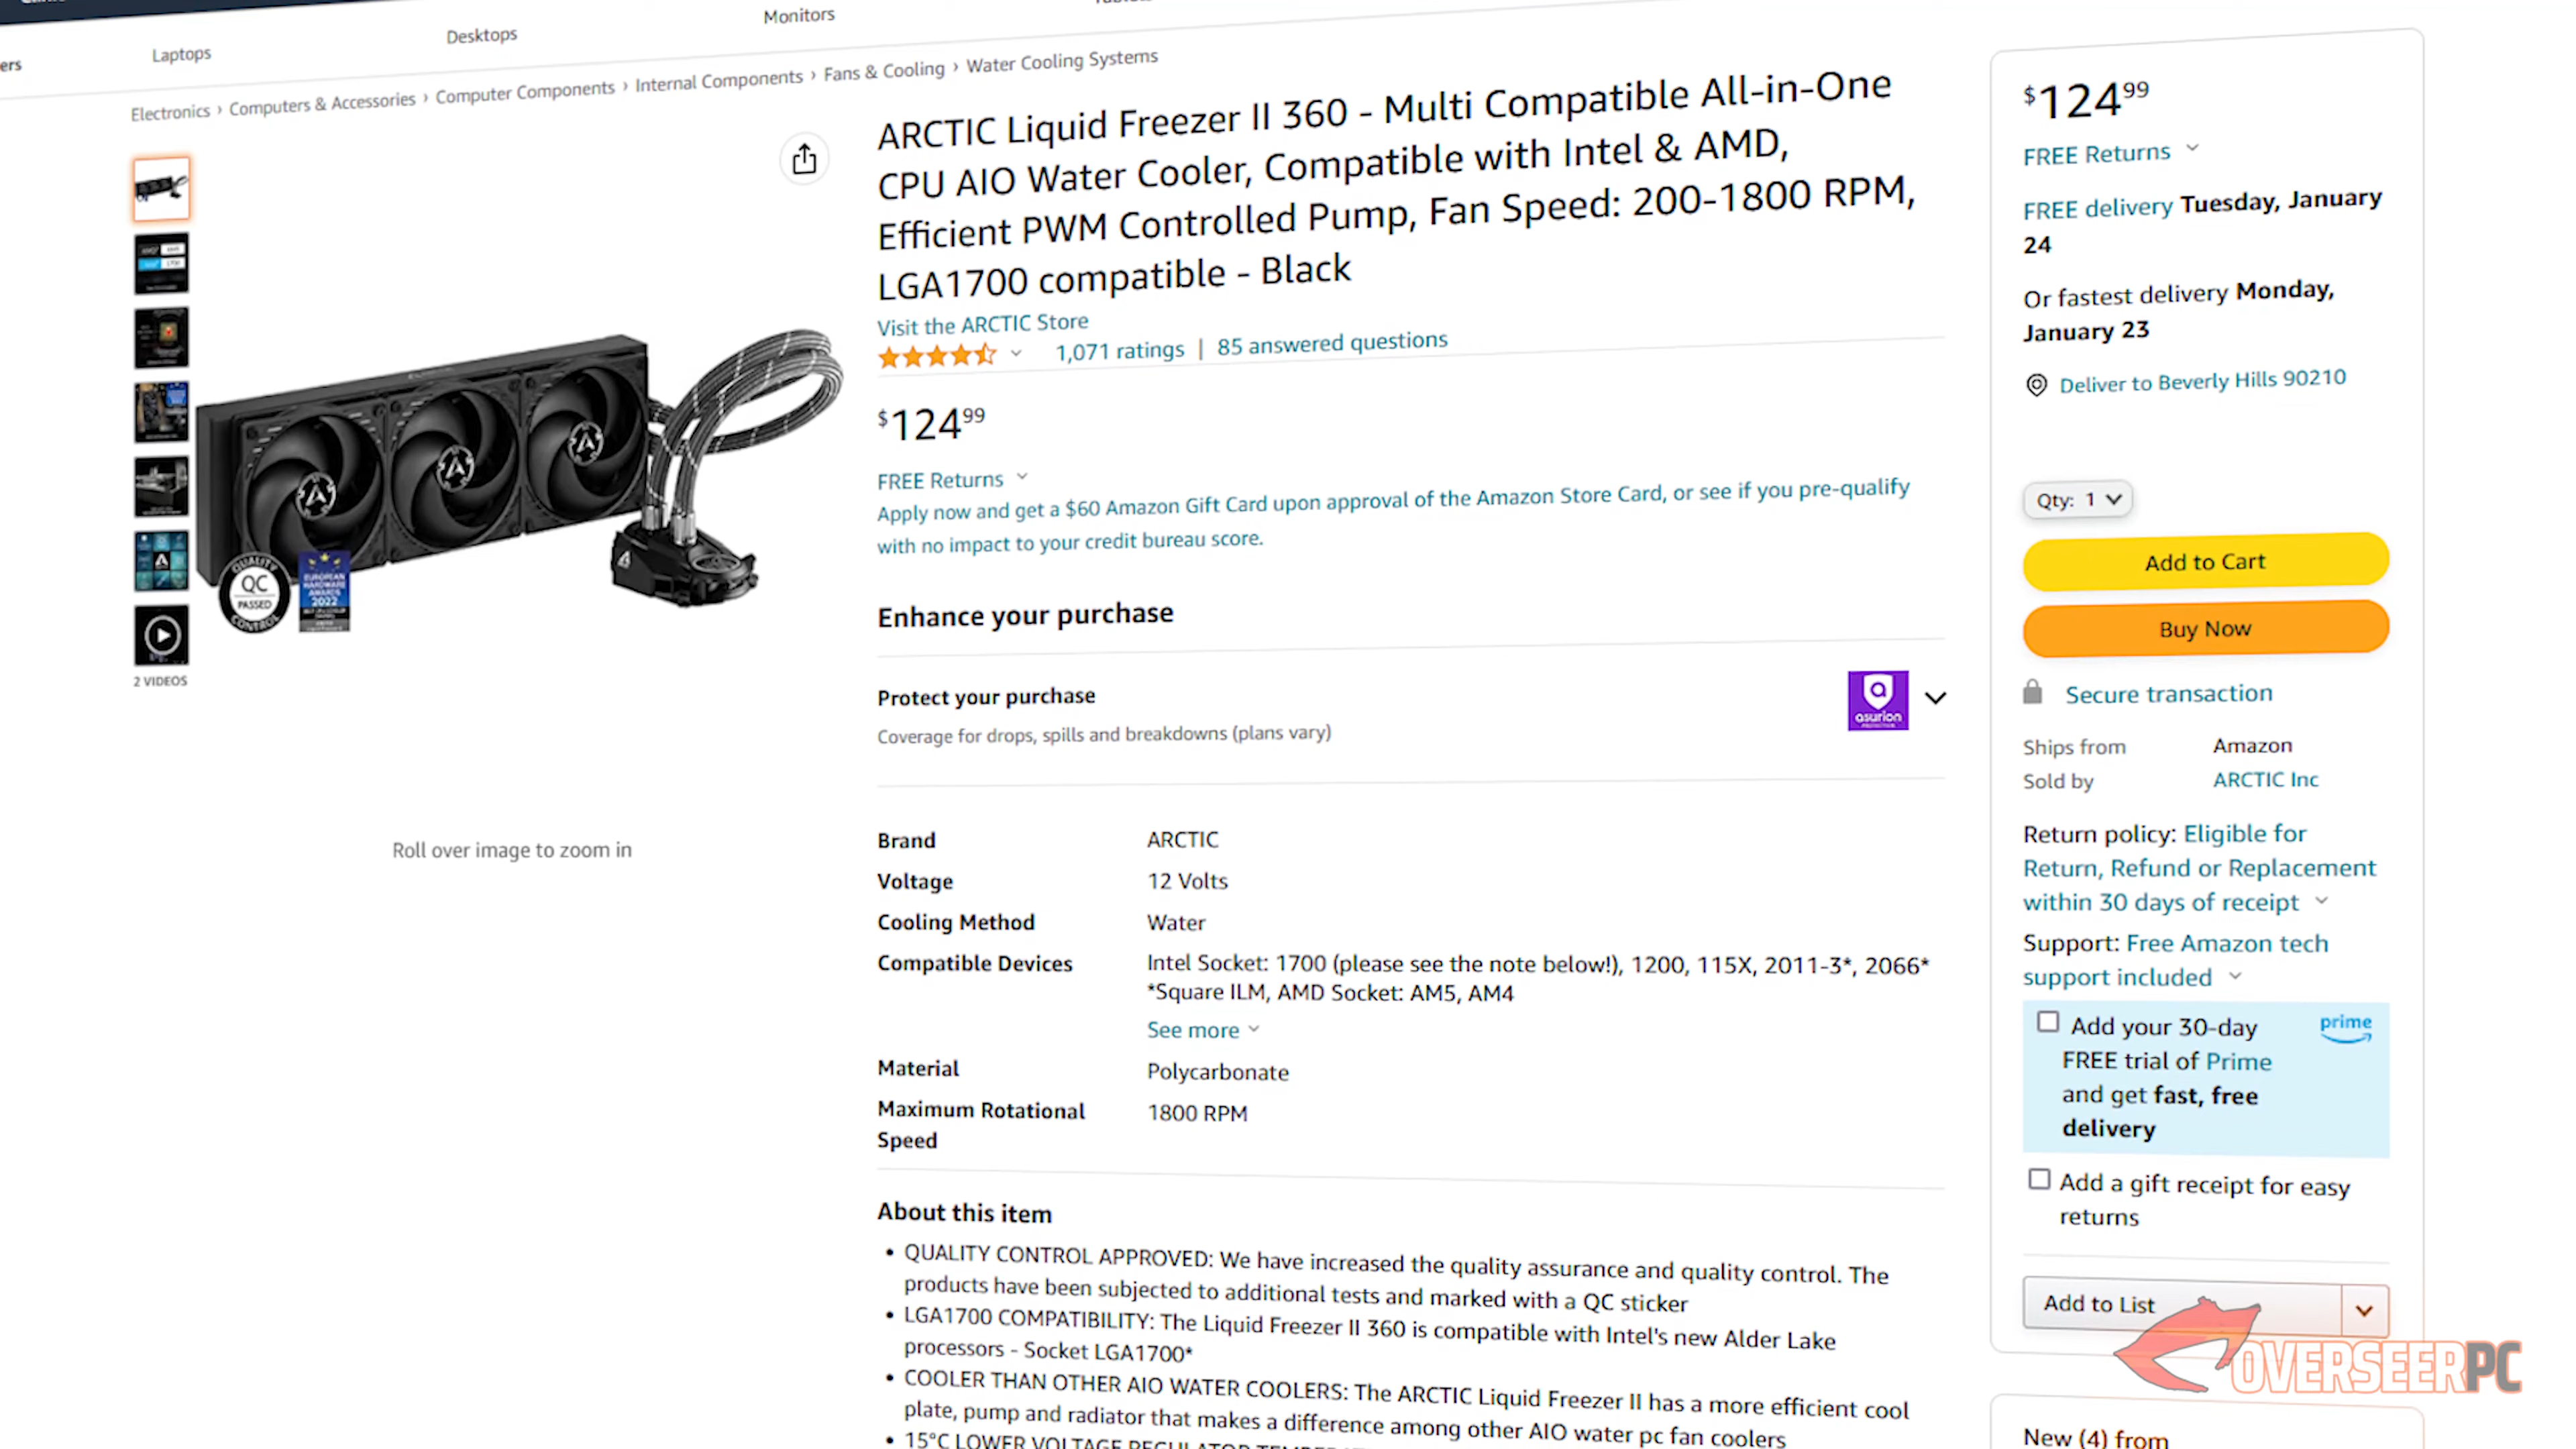 Monitors
Desktops
Laptops
ers
Electronics › Computers & Accessories › Computer Components › Internal Components › Fans & Cooling › Water Cooling Systems
ARCTIC Liquid Freezer II 360 - Multi Compatible All-in-One
CPU AIO Water Cooler, Compatible with Intel & AMD,
Efficient PWM Controlled Pump, Fan Speed: 200-1800 RPM,
LGA1700 compatible - Black
Visit the ARCTIC Store
1,071 ratings | 85 answered questions
$124.99
FREE Returns
Apply now and get a $60 Amazon Gift Card upon approval of the Amazon Store Card, or see if you pre-qualify
with no impact to your credit bureau score.
Enhance your purchase
Protect your purchase
Coverage for drops, spills and breakdowns (plans vary)
asurion
QUALITY
QC
PASSED
CONTROL
EUROPEAN
HARDWARE
AWARDS
2022
2 VIDEOS
Roll over image to zoom in
Brand ARCTIC
Voltage 12 Volts
Cooling Method Water
Compatible Devices Intel Socket: 1700 (please see the note below!), 1200, 115X, 2011-3*, 2066*
*Square ILM, AMD Socket: AM5, AM4
See more
Material Polycarbonate
Maximum Rotational 1800 RPM
Speed
About this item
• QUALITY CONTROL APPROVED: We have increased the quality assurance and quality control. The
products have been subjected to additional tests and marked with a QC sticker
• LGA1700 COMPATIBILITY: The Liquid Freezer II 360 is compatible with Intel's new Alder Lake
processors - Socket LGA1700*
• COOLER THAN OTHER AIO WATER COOLERS: The ARCTIC Liquid Freezer II has a more efficient cool
plate, pump and radiator that makes a difference among other AIO water pc fan coolers
• 15°C LOWER VOLTAGE REGULATOR
$124.99
FREE Returns
FREE delivery Tuesday, January
24
Or fastest delivery Monday,
January 23
Deliver to Beverly Hills 90210
Qty: 1
Add to Cart
Buy Now
Secure transaction
Ships from Amazon
Sold by ARCTIC Inc
Return policy: Eligible for
Return, Refund or Replacement
within 30 days of receipt
Support: Free Amazon tech
support included
Add your 30-day prime
FREE trial of Prime
and get fast, free
delivery
Add a gift receipt for easy
returns
Add to List
OVERSEERPC
New (4) from